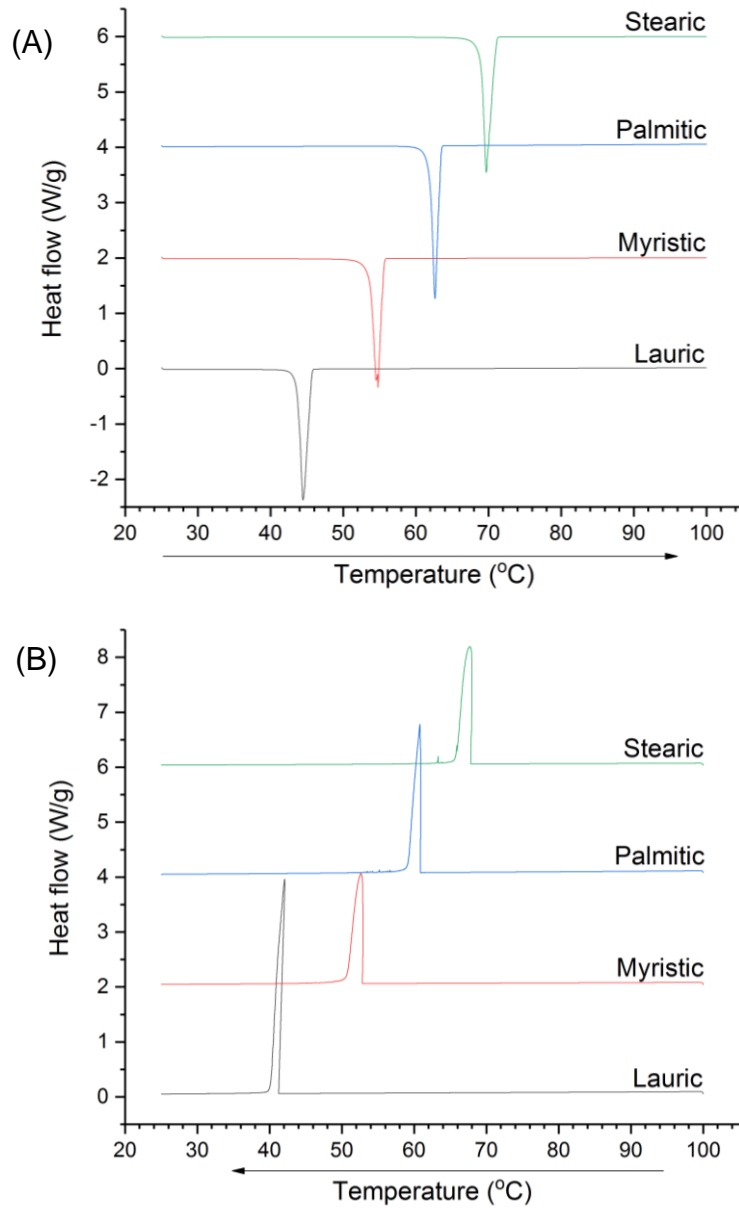 (A)
Stearic
Palmitic
Myristic
Lauric
6
5
4
3
2
1
0
-1
-2
Heat flow (W/g)
20 30 40 50 60 70 80 90 100
Temperature (°C)
(B)
Stearic
Palmitic
Myristic
Lauric
8
7
6
5
4
3
2
1
0
Heat flow (W/g)
20 30 40 50 60 70 80 90 100
Temperature (°C)